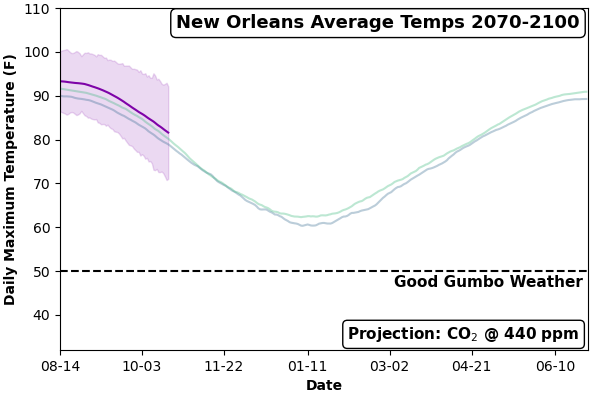 New Orleans Average Temps 2070-2100
Daily Maximum Temperature (F)
110
100
90
80
70
60
50
40
Good Gumbo Weather
Projection: CO₂ @ 440 ppm
08-14 10-03 11-22 01-11 03-02 04-21 06-10
Date